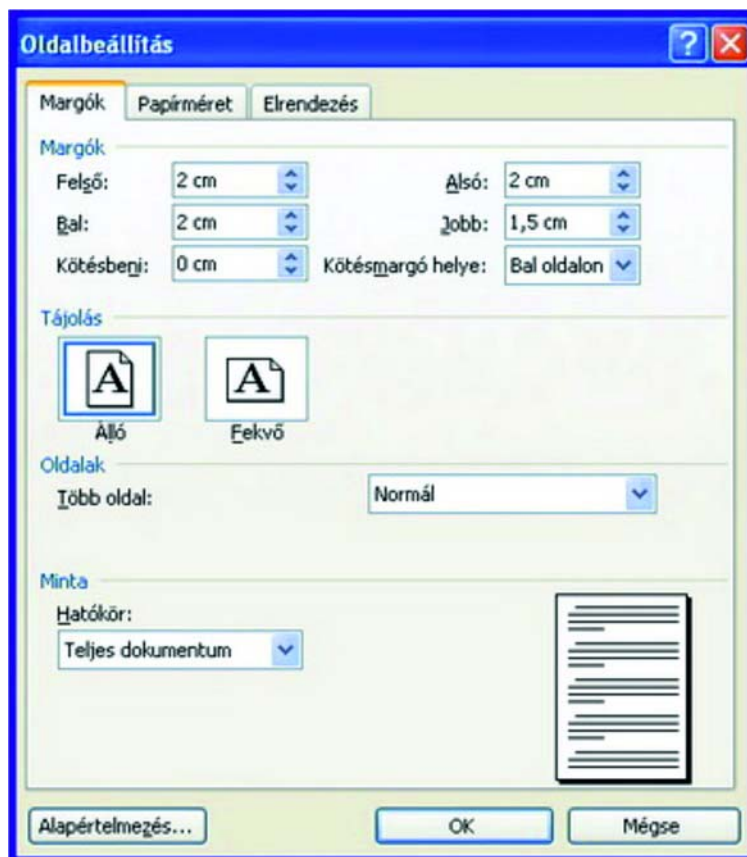 Oldalbeállítás
Margók Papírméret Elrendezés
Margók
Felső: 2 cm Alsó: 2 cm
Bal: 2 cm Jobb: 1,5 cm
Kötésbeni: 0 cm Kötésmargó helye: Bal oldalon
Tájolás
A A
Álló Fekvő
Oldalak
Több oldal: Normál
Minta
Hatókör:
Teljes dokumentum
Alapértelmezés... OK Mégse